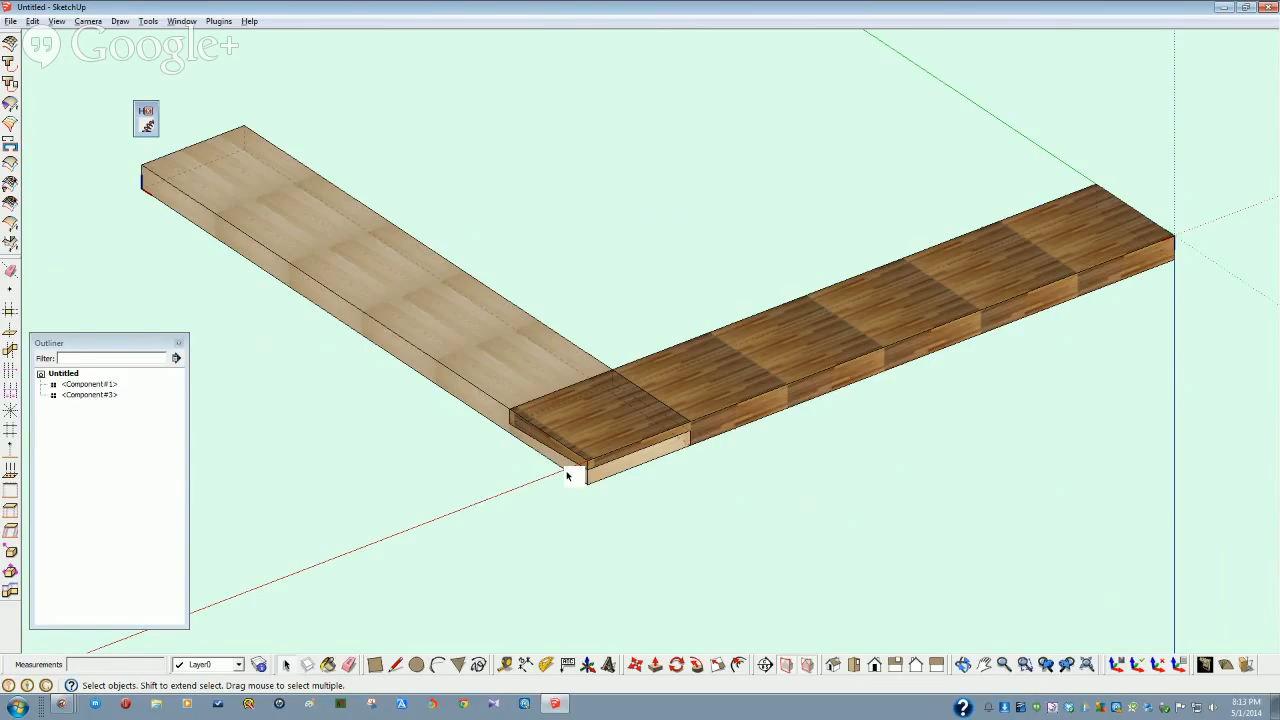 Untitled - SketchUp
File Edit View Camera Draw Tools Window Plugins Help
Google+
Outliner
Filter:
Untitled
<Component#1>
<Component#3>
Measurements
Layer0
Select objects. Shift to extend select. Drag mouse to select multiple.
8:13 PM
5/1/2014